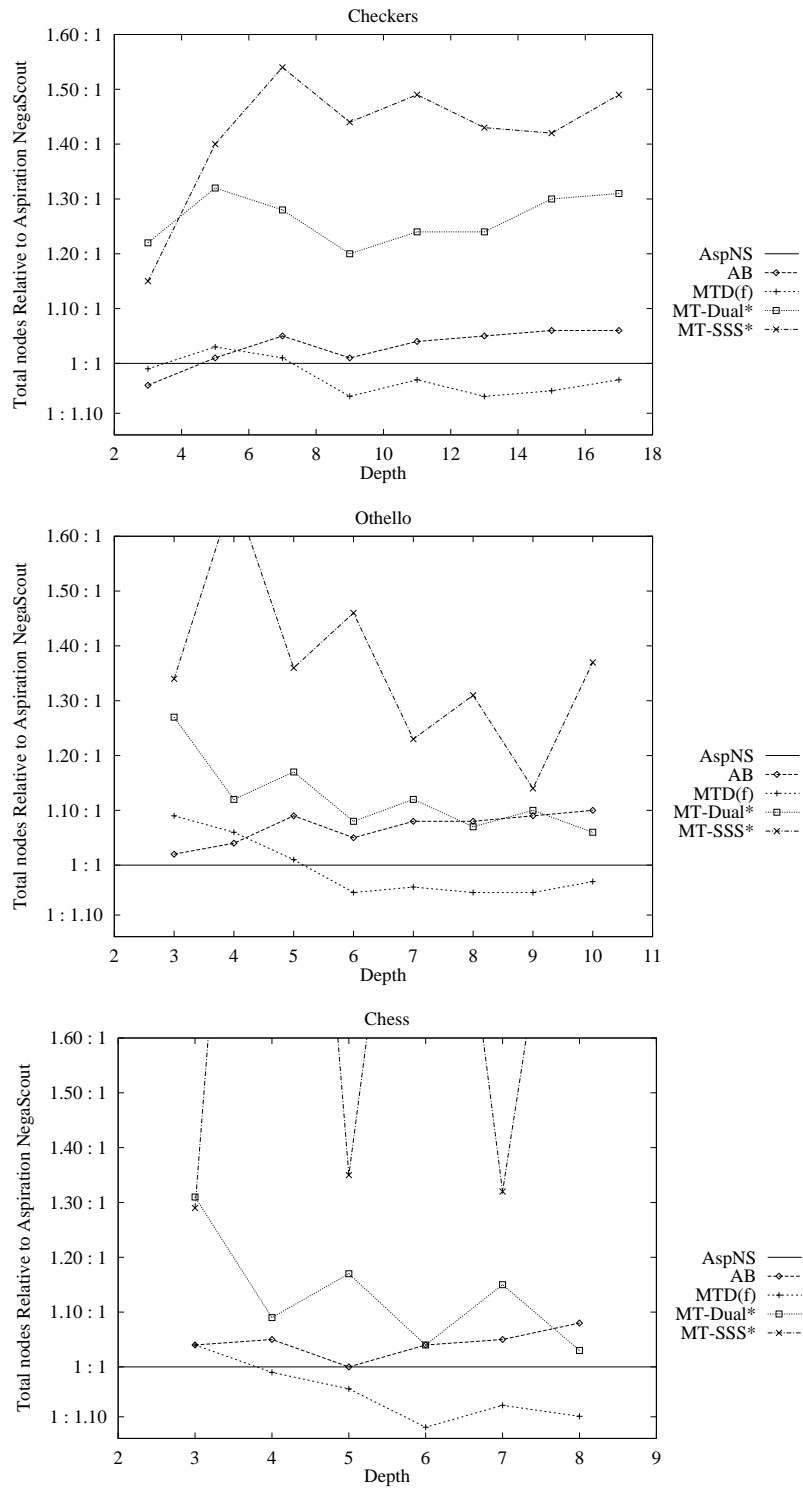 Checkers
Total nodes Relative to Aspiration NegaScout
1.60 : 1
1.50 : 1
1.40 : 1
1.30 : 1
1.20 : 1
1.10 : 1
1 : 1
1 : 1.10
2 4 6 8 10 12 14 16 18
Depth
AspNS
AB
MTD(f)
MT-Dual*
MT-SSS*
Othello
Total nodes Relative to Aspiration NegaScout
1.60 : 1
1.50 : 1
1.40 : 1
1.30 : 1
1.20 : 1
1.10 : 1
1 : 1
1 : 1.10
2 3 4 5 6 7 8 9 10 11
Depth
AspNS
AB
MTD(f)
MT-Dual*
MT-SSS*
Chess
Total nodes Relative to Aspiration NegaScout
1.60 : 1
1.50 : 1
1.40 : 1
1.30 : 1
1.20 : 1
1.10 : 1
1 : 1
1 : 1.10
2 3 4 5 6 7 8 9
Depth
AspNS
AB
MTD(f)
MT-Dual*
MT-SSS*